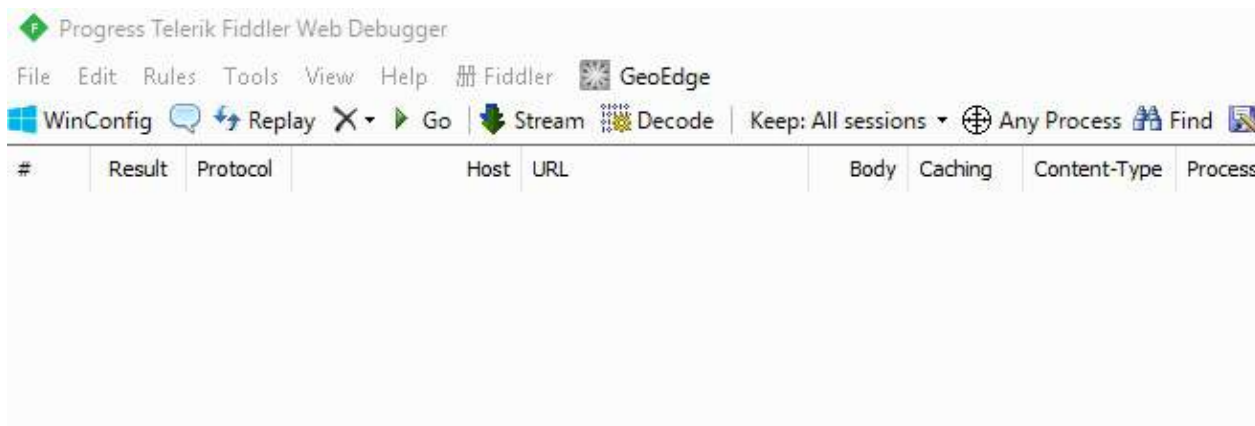 Progress Telerik Fiddler Web Debugger
File Edit Rules Tools View Help 册 Fiddler GeoEdge
WinConfig Replay Go Stream Decode Keep: All sessions Any Process Find
# Result Protocol Host URL Body Caching Content-Type Process